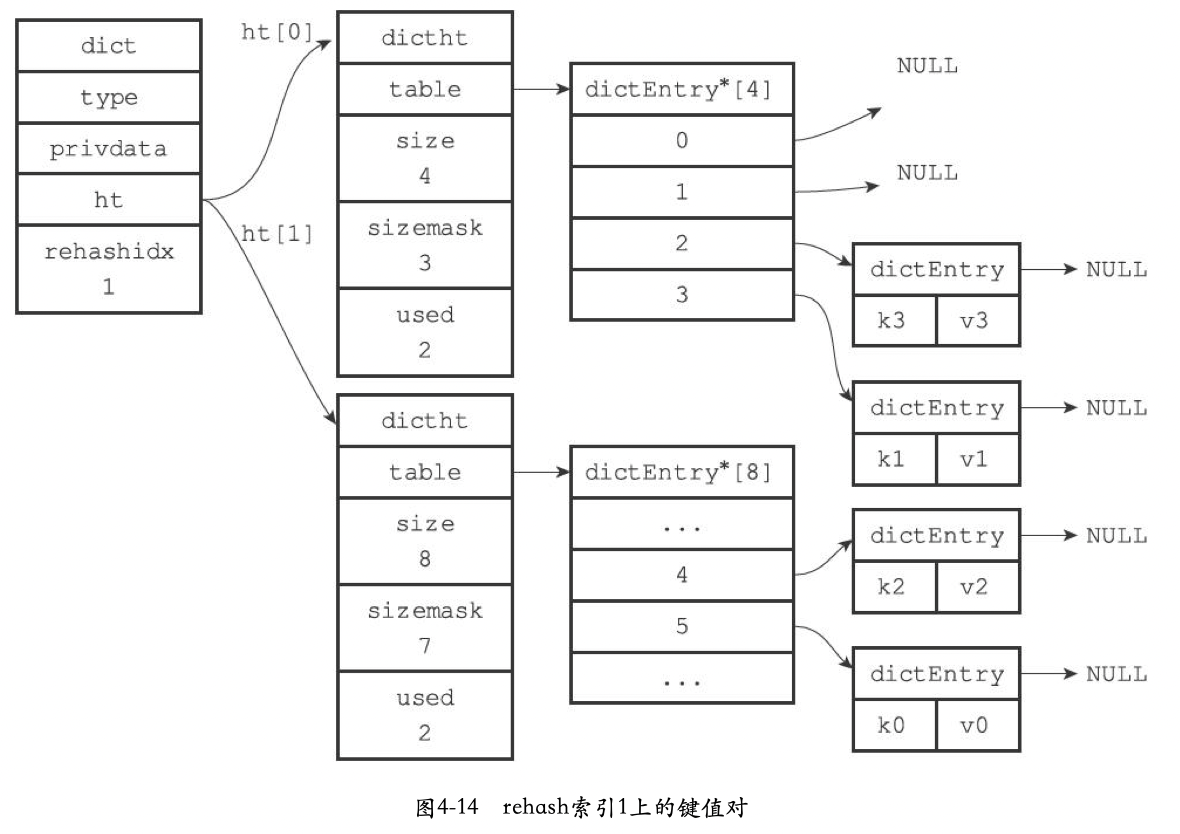 dict
type
privdata
ht
rehashidx
1
ht[0]
ht[1]
dictht
table
size
4
sizemask
3
used
2
dictEntry*[4]
0
1
2
3
NULL
NULL
dictEntry
NULL
k3 v3
dictEntry
NULL
k1 v1
dictht
table
size
8
sizemask
7
used
2
dictEntry*[8]
...
4
5
...
dictEntry
NULL
k2 v2
dictEntry
NULL
k0 v0
图4-14 rehash索引1上的键值对